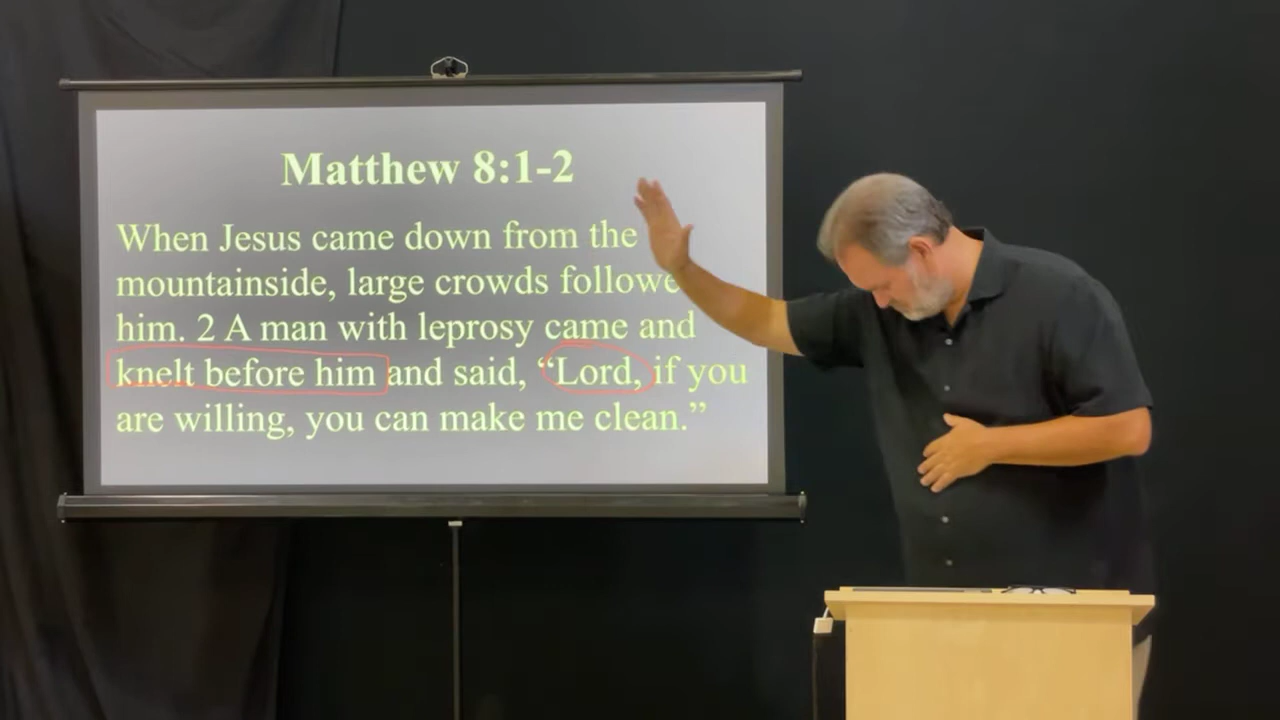 Matthew 8:1-2
When Jesus came down from the
mountainside, large crowds followe
him. 2 A man with leprosy came and
knelt before him and said, “Lord, if you
are willing, you can make me clean.”